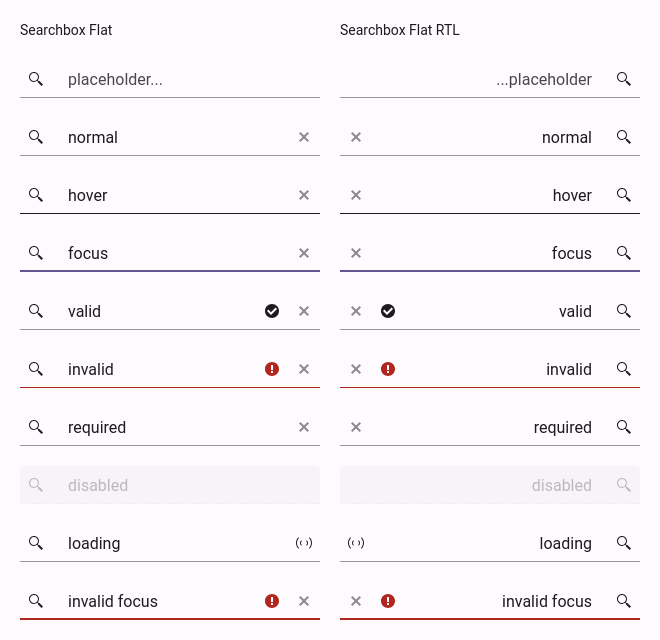 Searchbox Flat
placeholder...
normal
hover
focus
valid
invalid
required
disabled
loading
invalid focus
Searchbox Flat RTL
...placeholder
normal
hover
focus
valid
invalid
required
disabled
loading
invalid focus